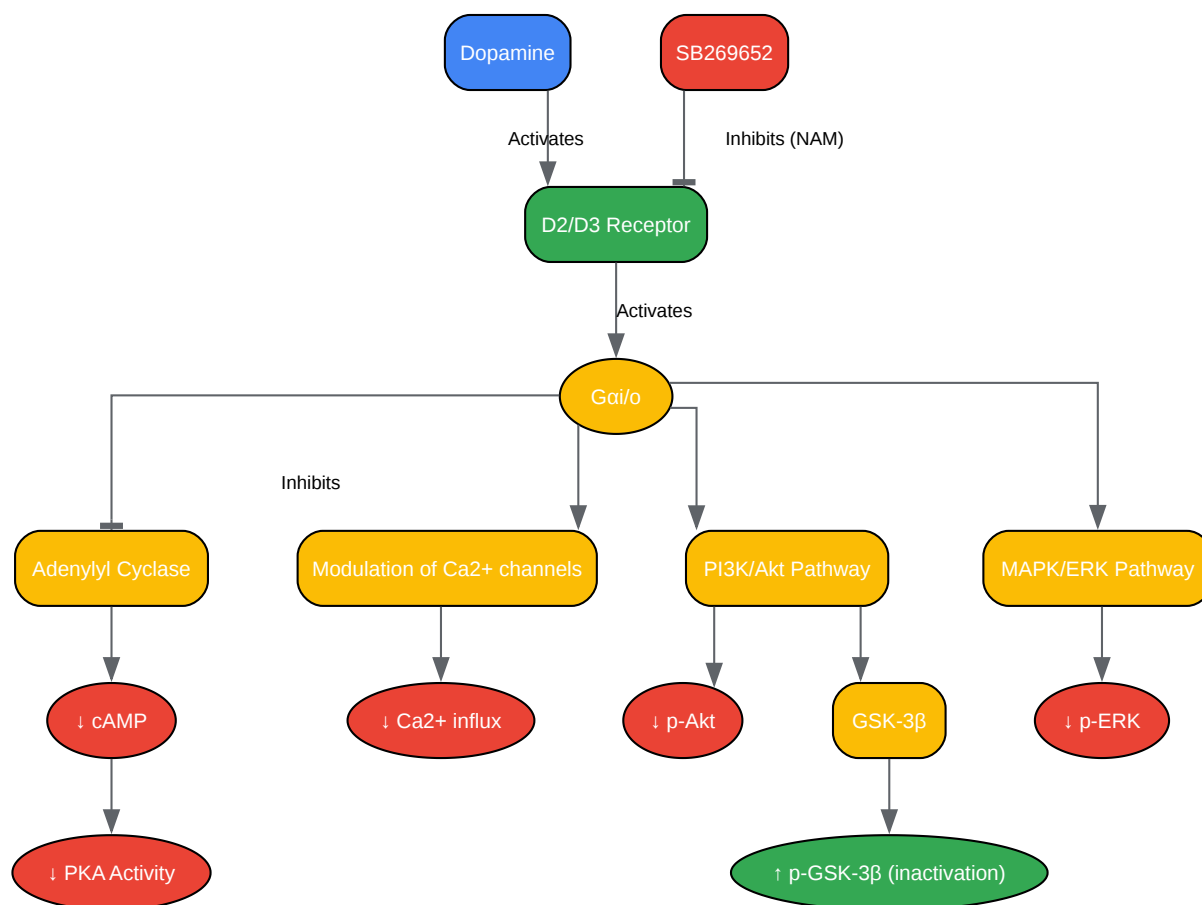 Dopamine
SB269652
Activates
Inhibits (NAM)
D2/D3 Receptor
Activates
Gαi/o
Inhibits
Adenylyl Cyclase
Modulation of Ca2+ channels
PI3K/Akt Pathway
MAPK/ERK Pathway
↓ cAMP
↓ Ca2+ influx
↓ p-Akt
GSK-3β
↓ p-ERK
↓ PKA Activity
↑ p-GSK-3β (inactivation)